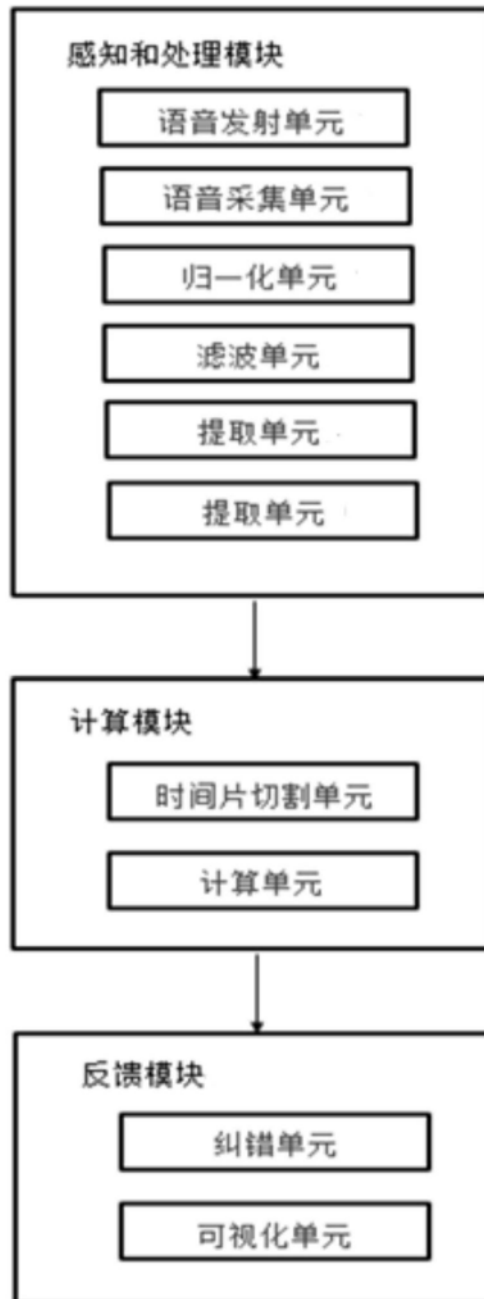 感知和处理模块
语音发射单元
语音采集单元
归一化单元
滤波单元
提取单元
提取单元
计算模块
时间片切割单元
计算单元
反馈模块
纠错单元
可视化单元